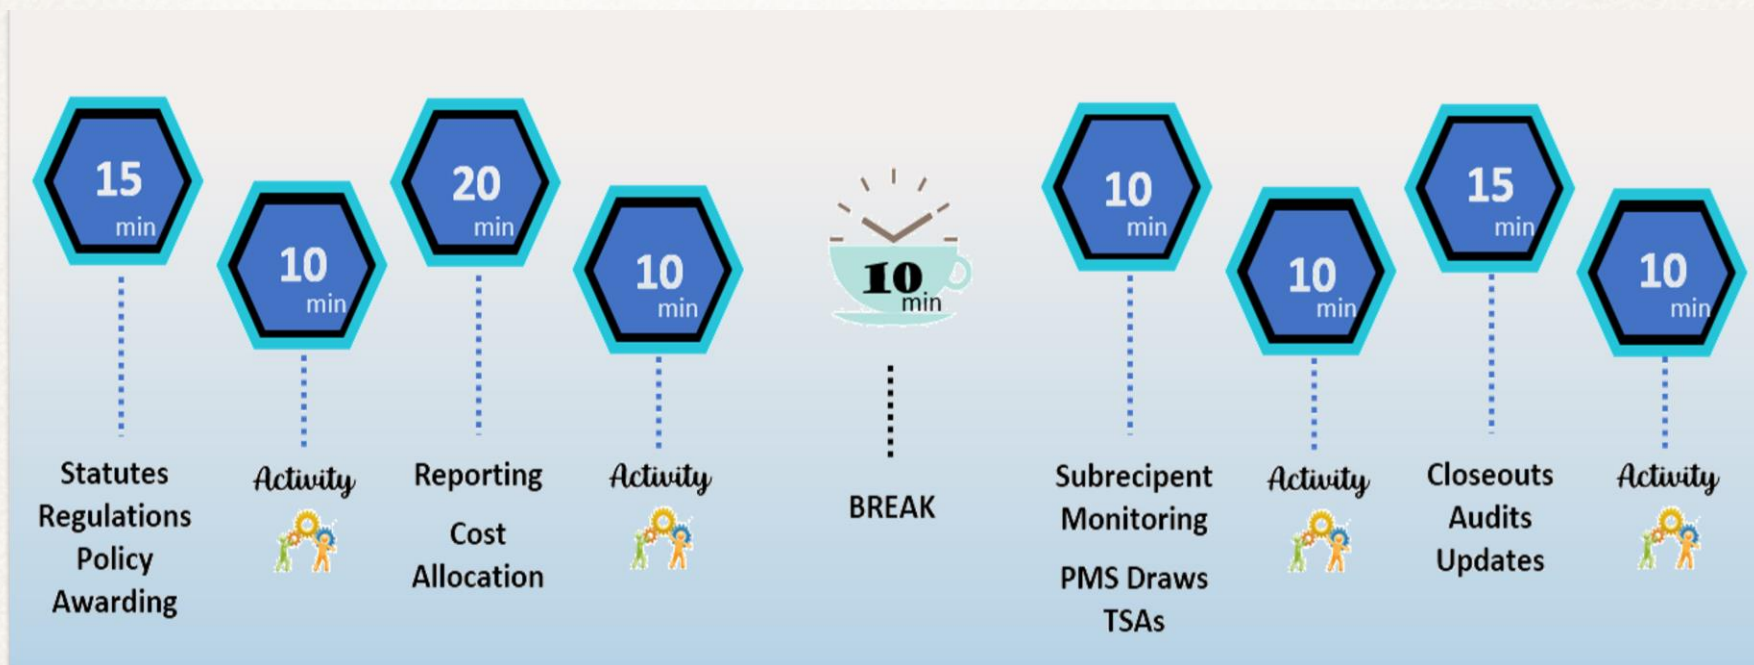 15
min
Statutes
Regulations
Policy
Awarding
10
min
Activity
20
min
Reporting
Cost
Allocation
10
min
Activity
10
min
BREAK
10
min
Subrecipent
Monitoring
PMS Draws
TSAs
10
min
Activity
15
min
Closeouts
Audits
Updates
10
min
Activity